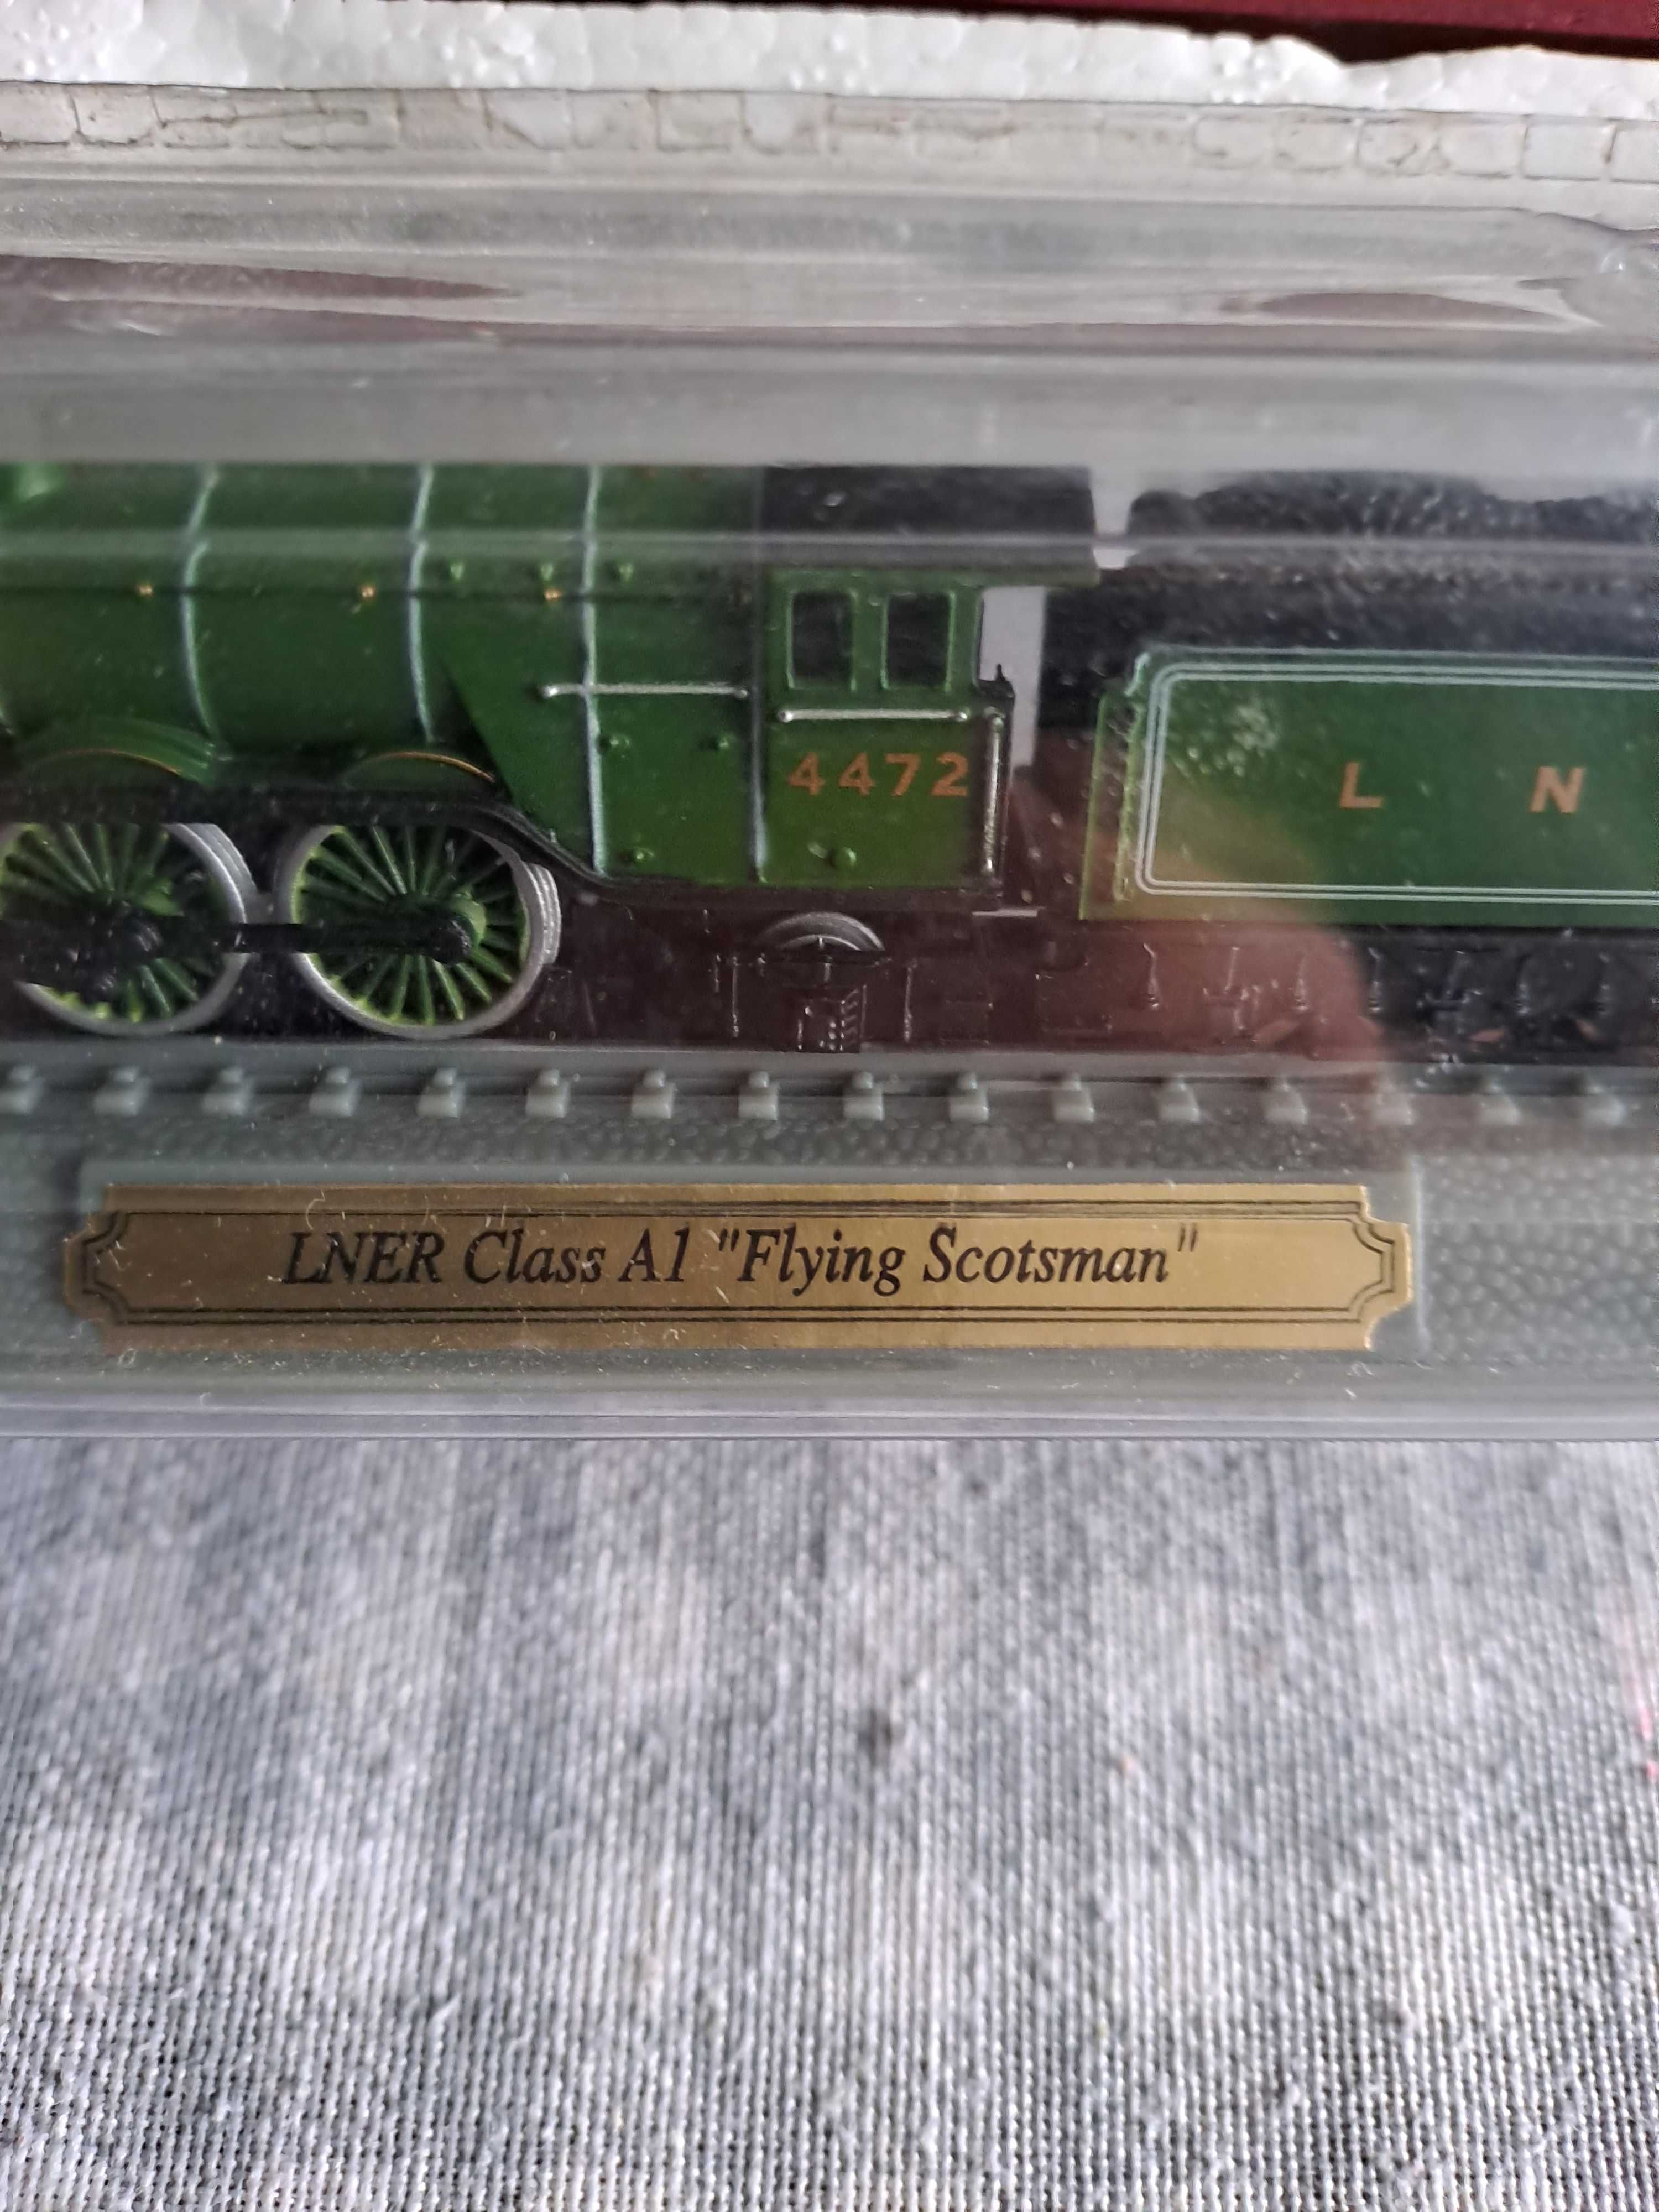 4472
L N
LNER Class A1 "Flying Scotsman"